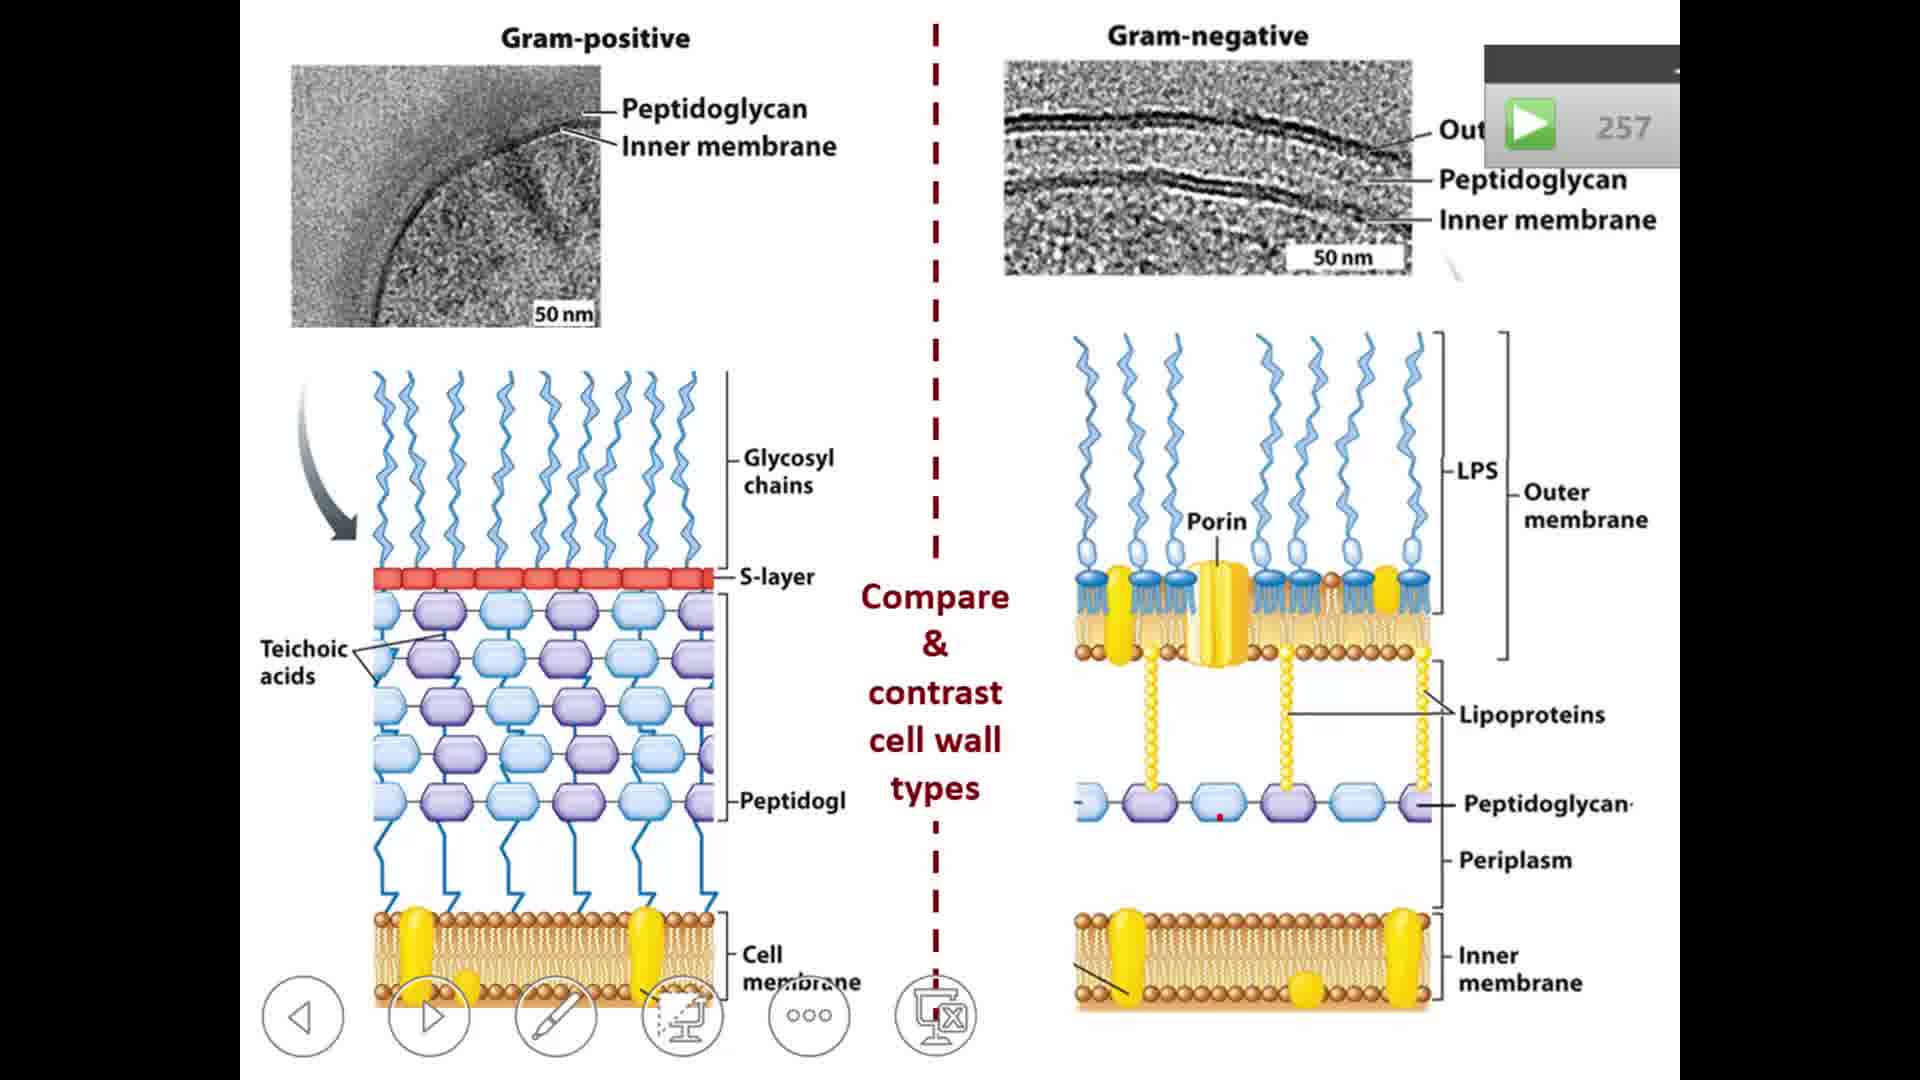 Gram-positive
Peptidoglycan
Inner membrane
50 nm
Glycosyl
chains
S-layer
Teichoic
acids
Peptidogl
Cell
membrane
Compare
&
contrast
cell wall
types
Gram-negative
Out
257
Peptidoglycan
Inner membrane
50 nm
LPS
Outer
membrane
Porin
Lipoproteins
Peptidoglycan
Periplasm
Inner
membrane